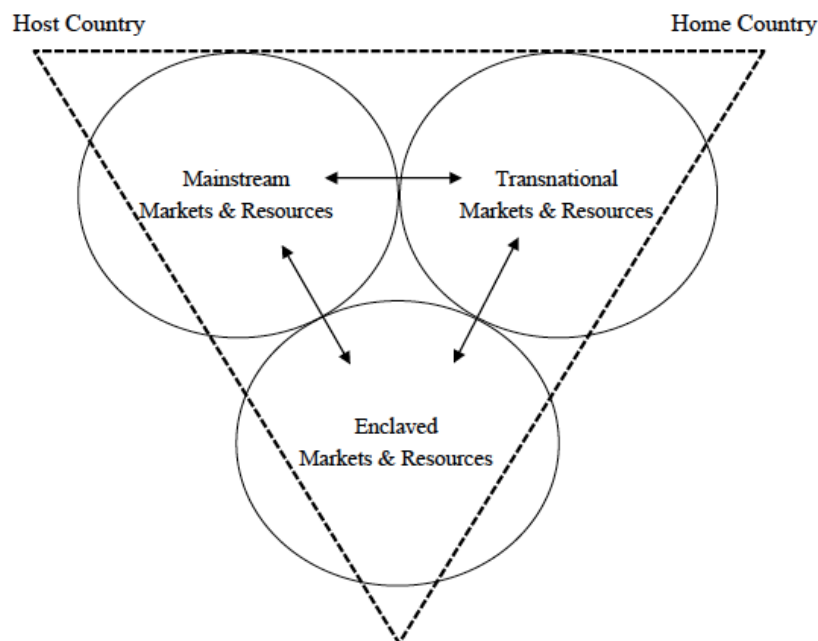 Host Country
Home Country
Mainstream
Markets & Resources
Transnational
Markets & Resources
Enclaved
Markets & Resources